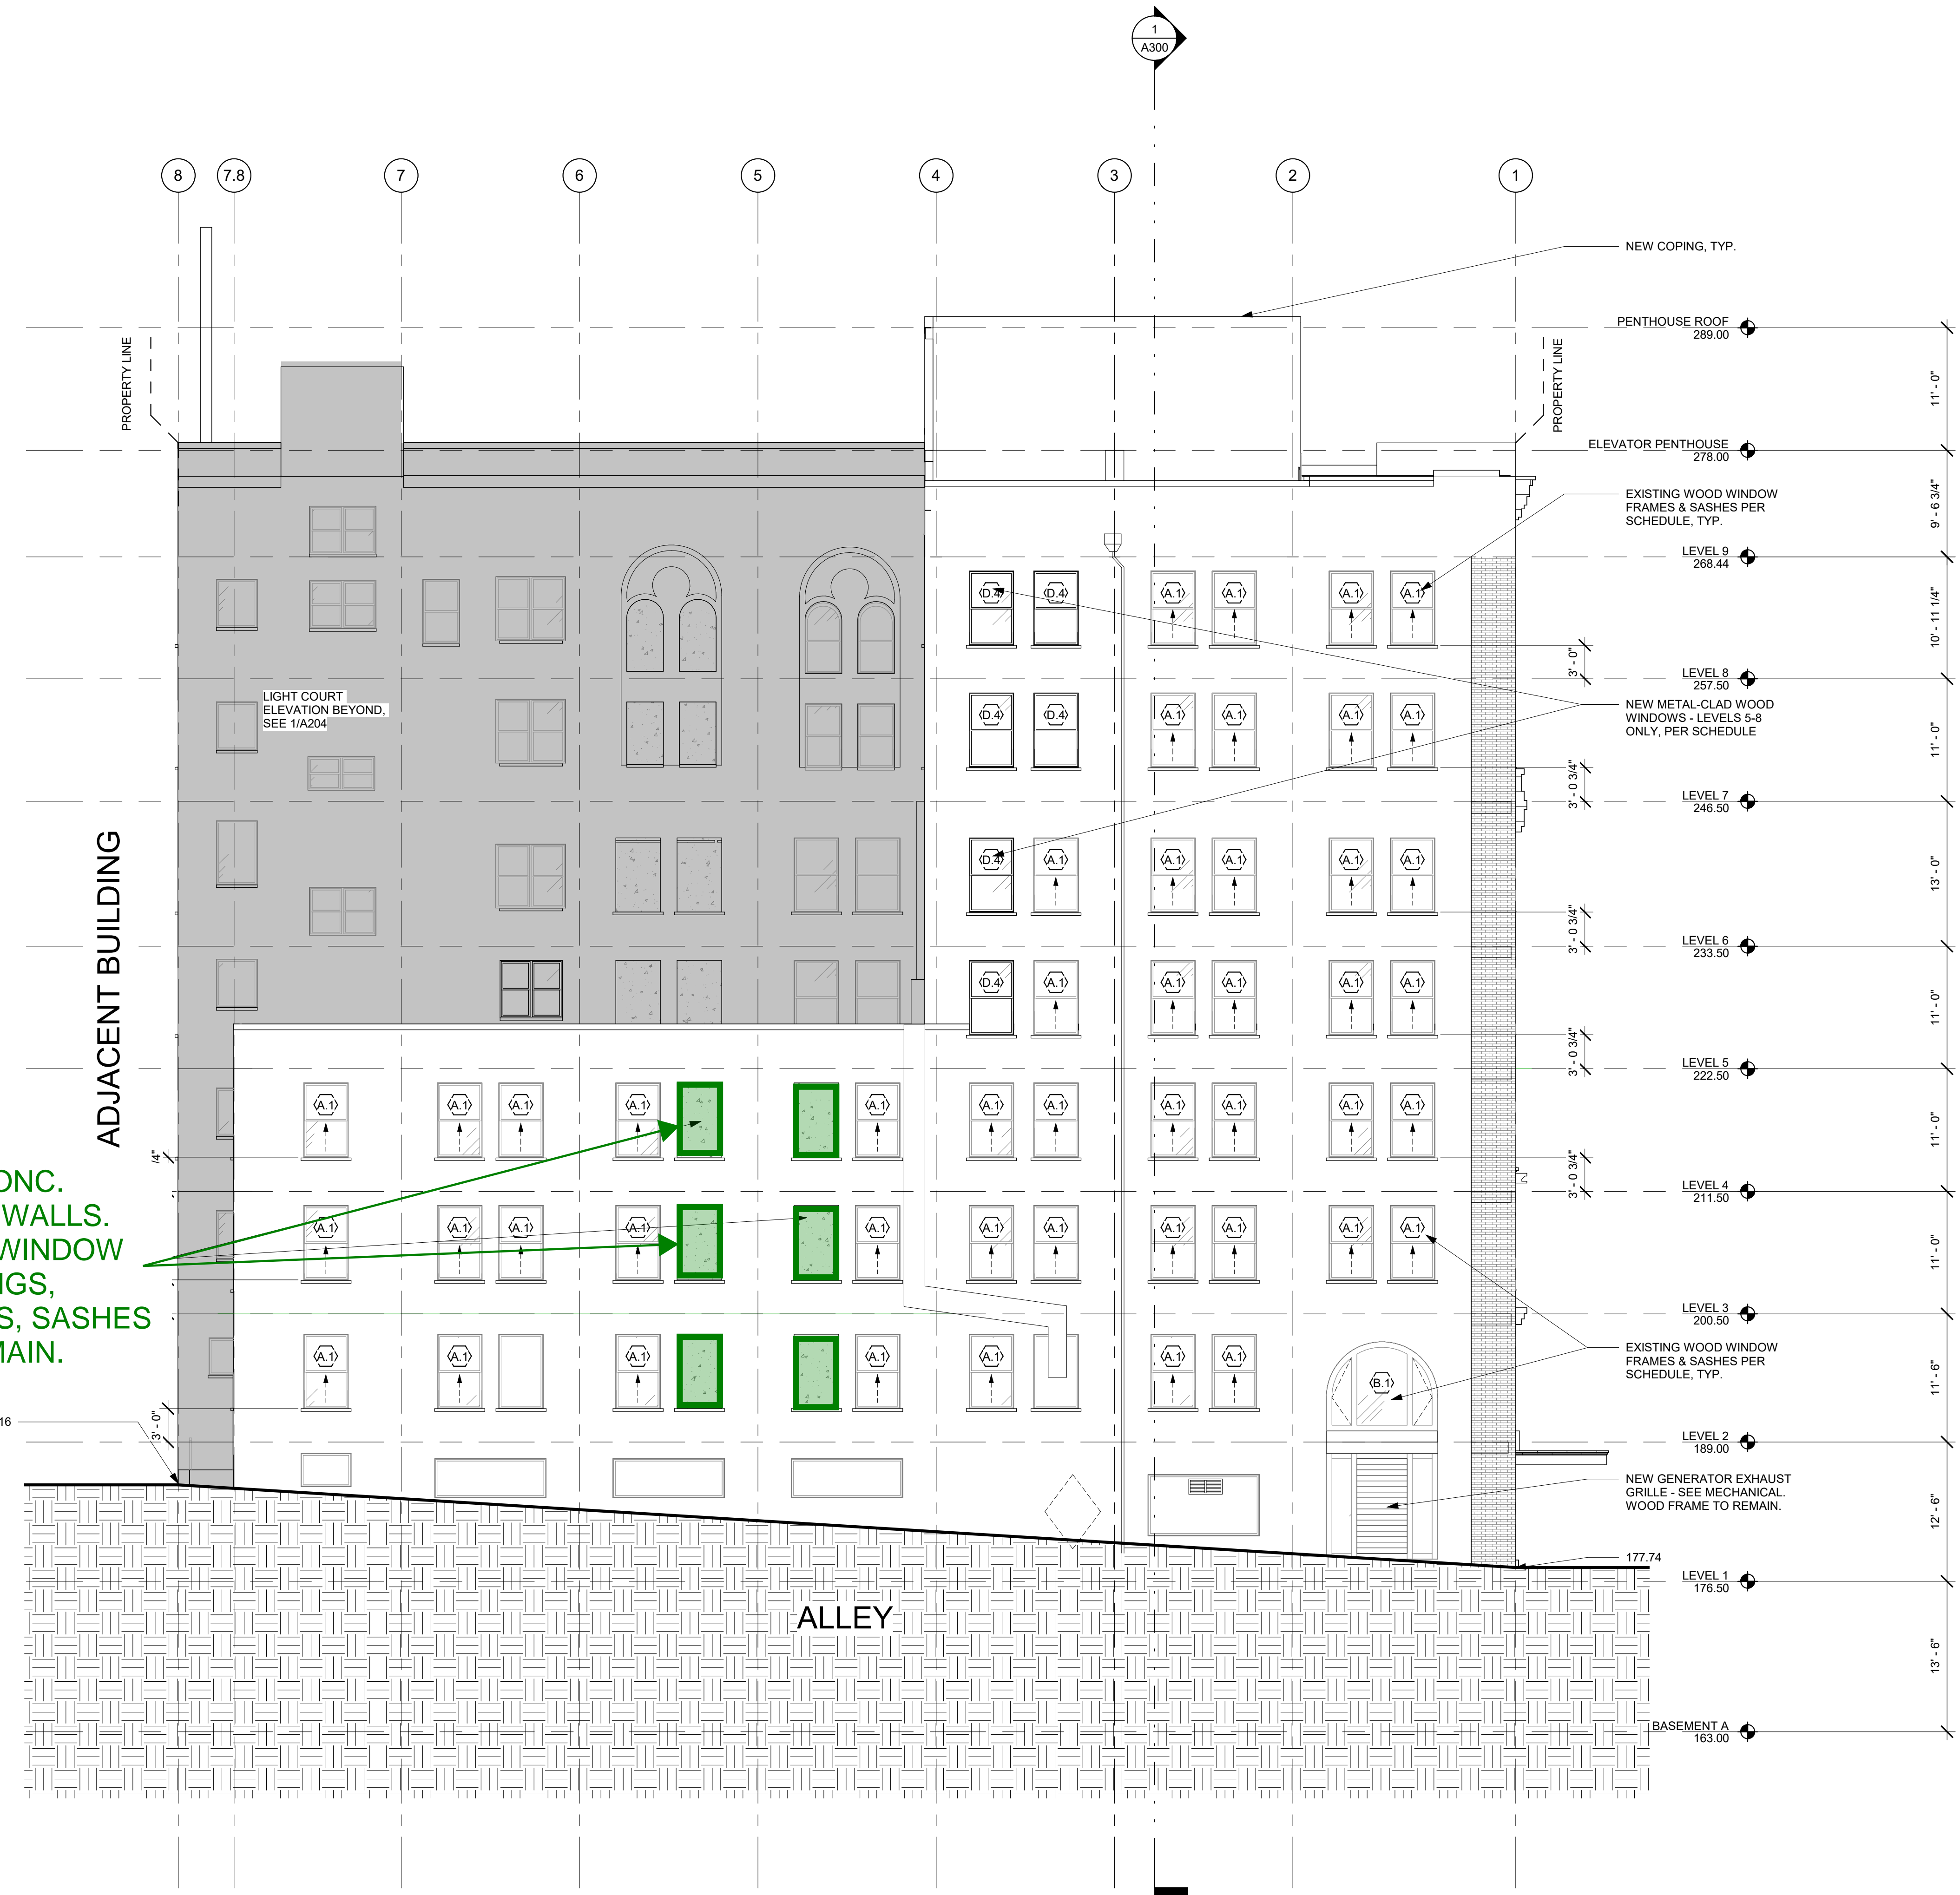 1
A300
8
7.8
7
6
5
4
3
2
1
NEW COPING, TYP.
PENTHOUSE ROOF
289.00
PROPERTY LINE
PROPERTY LINE
11' - 0"
ELEVATOR PENTHOUSE
278.00
EXISTING WOOD WINDOW
FRAMES & SASHES PER
SCHEDULE, TYP.
9' - 6 3/4"
LEVEL 9
268.44
D.4
D.4
A.1
A.1
A.1
A.1
10' - 11 1/4"
3' - 0"
LEVEL 8
257.50
LIGHT COURT
ELEVATION BEYOND,
SEE 1/A204
D.4
D.4
A.1
A.1
A.1
A.1
NEW METAL-CLAD WOOD
WINDOWS - LEVELS 5-8
ONLY, PER SCHEDULE
11' - 0"
3' - 0 3/4"
LEVEL 7
246.50
ADJACENT BUILDING
D.4
A.1
A.1
A.1
A.1
A.1
13' - 0"
3' - 0 3/4"
LEVEL 6
233.50
D.4
A.1
A.1
A.1
A.1
A.1
11' - 0"
3' - 0 3/4"
LEVEL 5
222.50
A.1
A.1
A.1
A.1
A.1
A.1
A.1
A.1
A.1
A.1
A.1
11' - 0"
/4"
3' - 0 3/4"
LEVEL 4
211.50
ONC.
WALLS.
WINDOW
NGS,
S, SASHES
MAIN.
A.1
A.1
A.1
A.1
A.1
A.1
A.1
A.1
A.1
A.1
A.1
11' - 0"
LEVEL 3
200.50
A.1
A.1
A.1
A.1
A.1
A.1
A.1
B.1
EXISTING WOOD WINDOW
FRAMES & SASHES PER
SCHEDULE, TYP.
11' - 6"
16
3' - 0"
LEVEL 2
189.00
NEW GENERATOR EXHAUST
GRILLE - SEE MECHANICAL.
WOOD FRAME TO REMAIN.
12' - 6"
177.74
LEVEL 1
176.50
ALLEY
13' - 6"
BASEMENT A
163.00